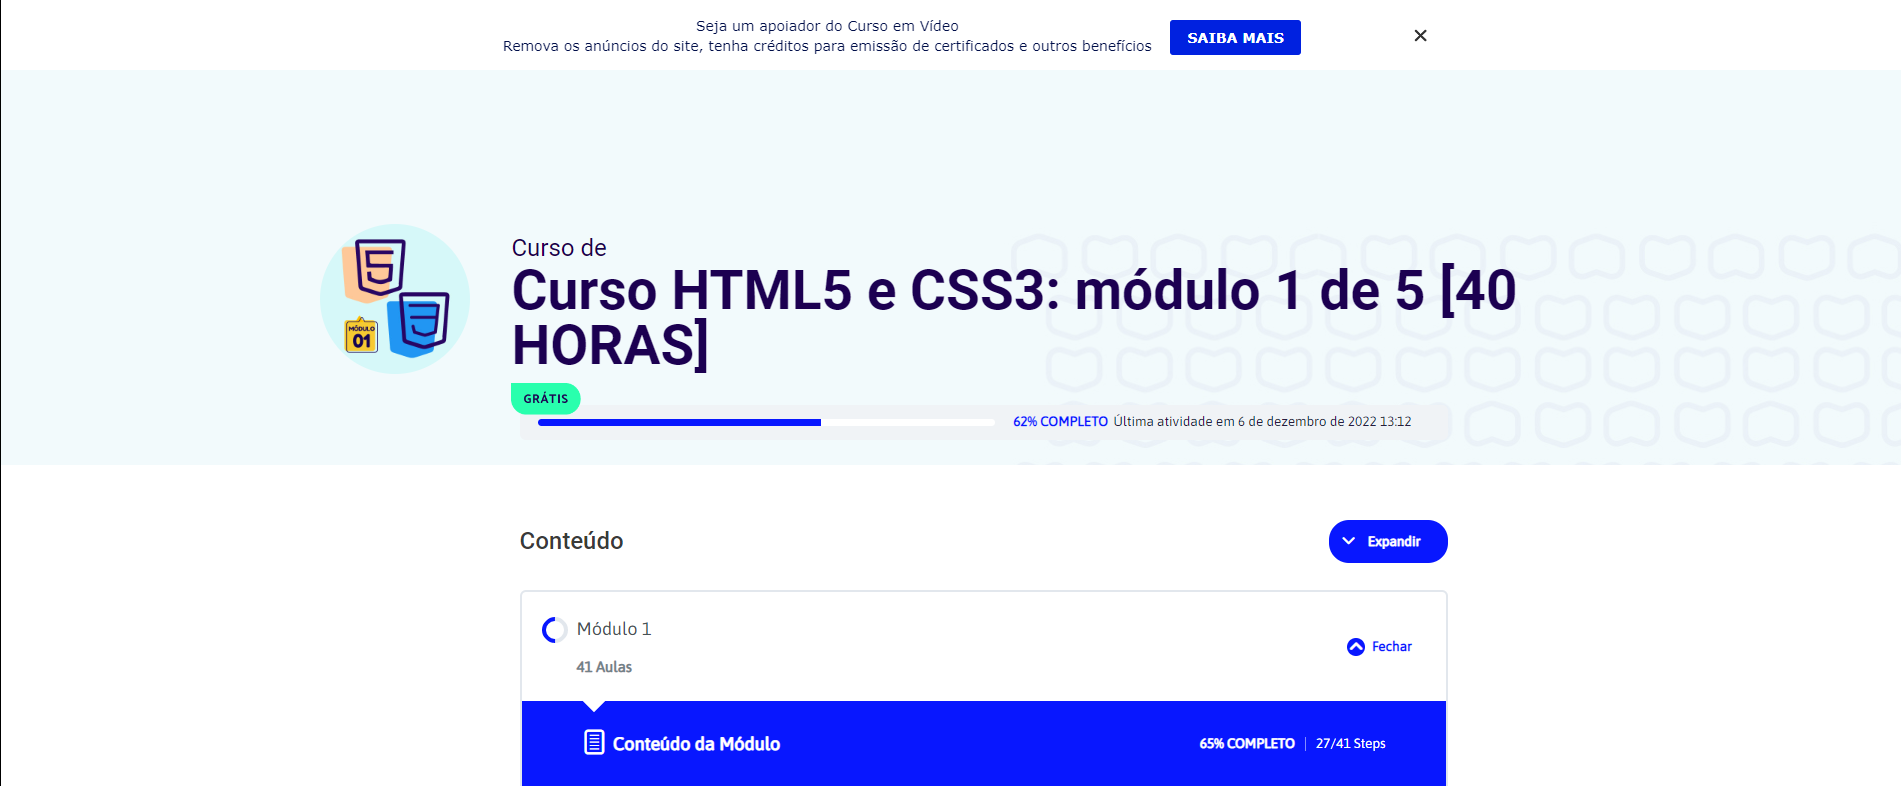 Seja um apoiador do Curso em Vídeo
Remova os anúncios do site, tenha créditos para emissão de certificados e outros benefícios
SAIBA MAIS
Curso de
Curso HTML5 e CSS3: módulo 1 de 5 [40
HORAS]
MÓDULO
01
GRÁTIS
62% COMPLETO Última atividade em 6 de dezembro de 2022 13:12
Conteúdo
Expandir
Módulo 1
41 Aulas
Fechar
Conteúdo da Módulo
65% COMPLETO | 27/41 Steps